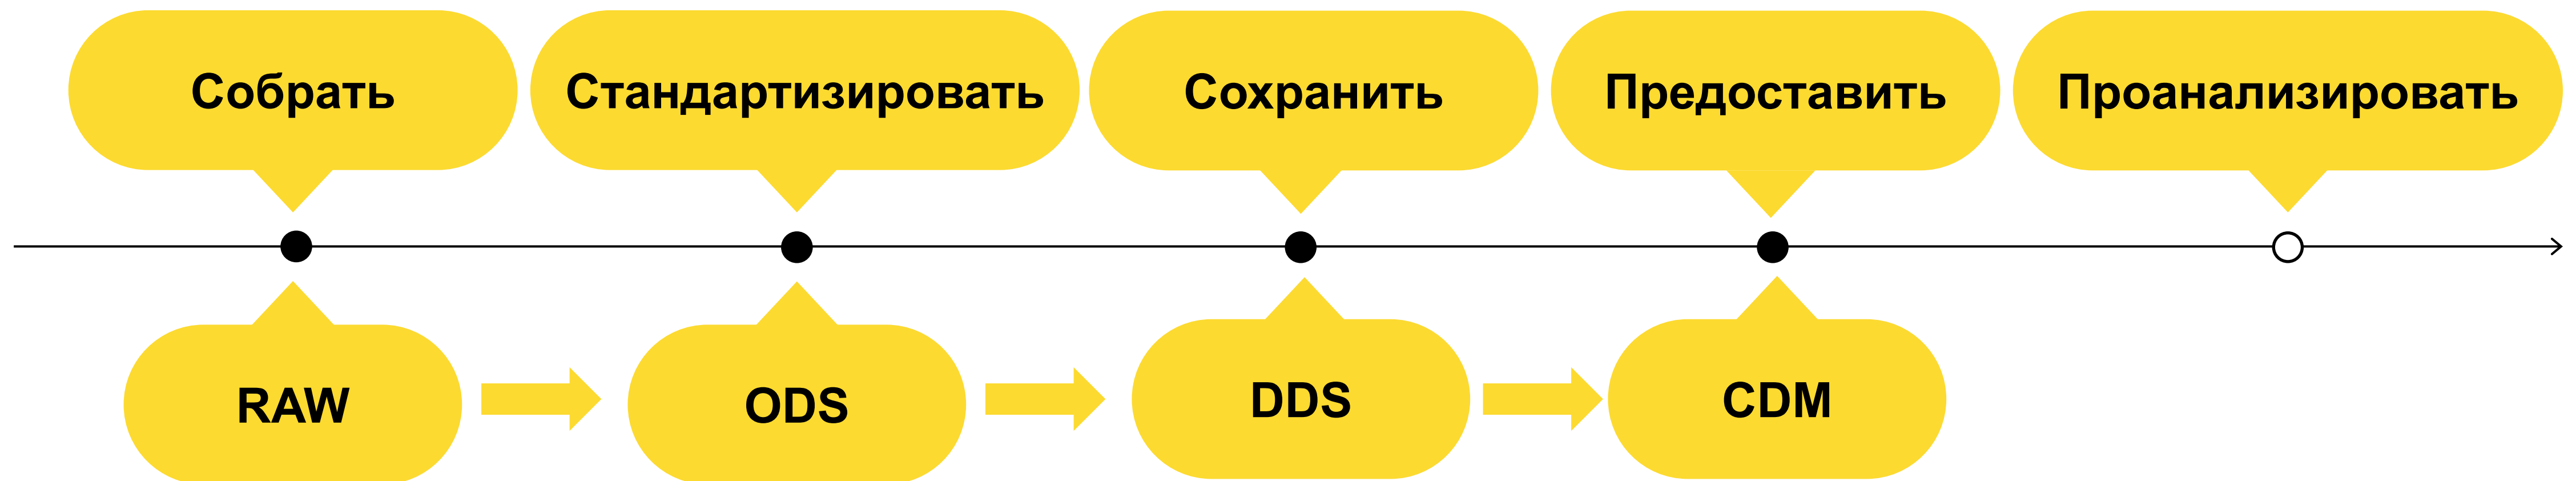 Собрать
Стандартизировать
Сохранить
Предоставить
Проанализировать
RAW
ODS
DDS
CDM